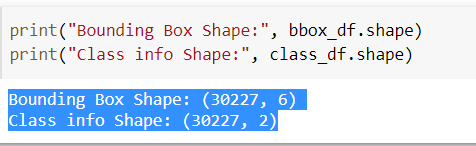 print("Bounding Box Shape:", bbox_df.shape)
print("Class info Shape:", class_df.shape)
Bounding Box Shape: (30227, 6)
Class info Shape: (30227, 2)